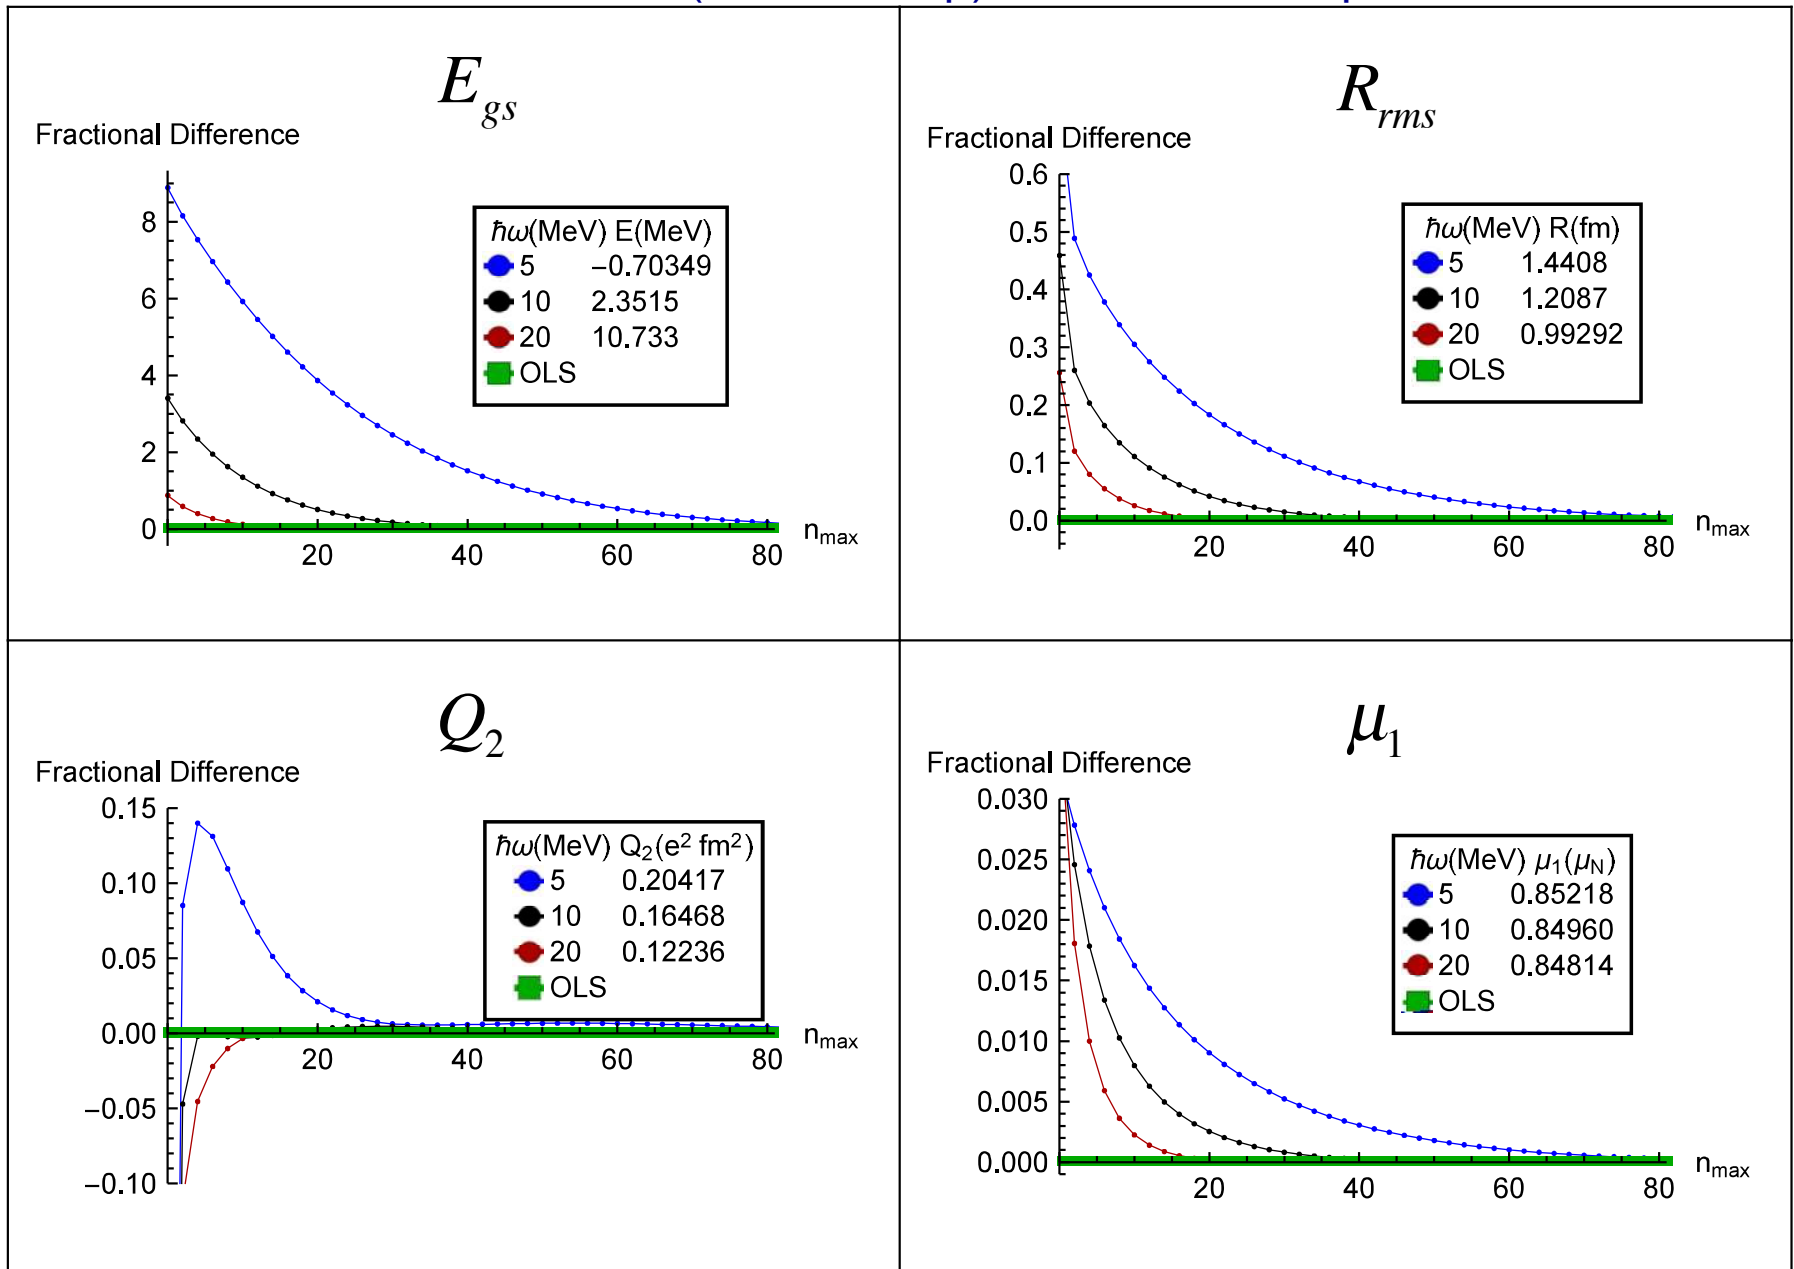 E_gs
Fractional Difference
8
6
4
2
0
20 40 60 80
n_max
ħω(MeV) E(MeV)
5 −0.70349
10 2.3515
20 10.733
OLS
R_rms
Fractional Difference
0.6
0.5
0.4
0.3
0.2
0.1
0.0
20 40 60 80
n_max
ħω(MeV) R(fm)
5 1.4408
10 1.2087
20 0.99292
OLS
Q_2
Fractional Difference
0.15
0.10
0.05
0.00
−0.05
−0.10
20 40 60 80
n_max
ħω(MeV) Q₂(e² fm²)
5 0.20417
10 0.16468
20 0.12236
OLS
μ_1
Fractional Difference
0.030
0.025
0.020
0.015
0.010
0.005
0.000
20 40 60 80
n_max
ħω(MeV) μ₁(μ_N)
5 0.85218
10 0.84960
20 0.84814
OLS